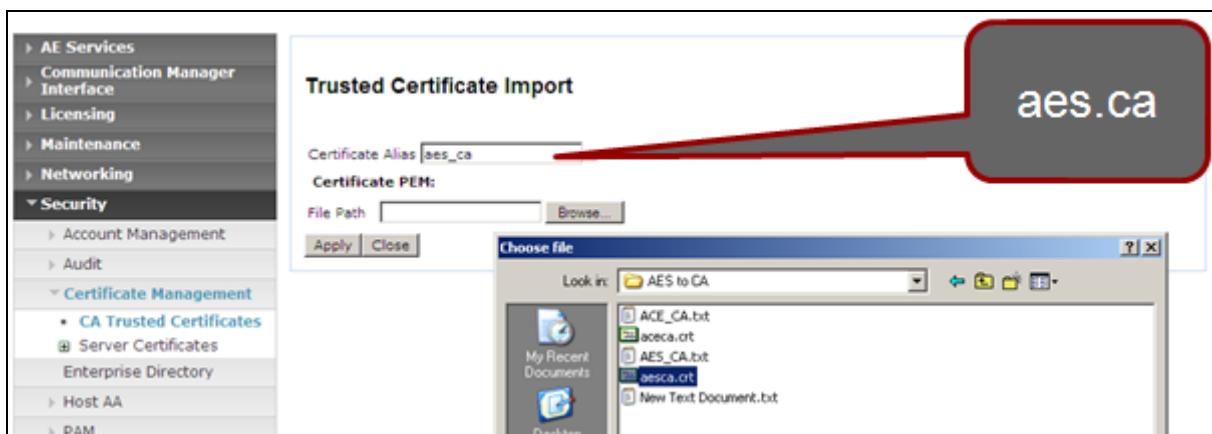 AE Services
Communication Manager
Interface
Licensing
Maintenance
Networking
Security
Account Management
Audit
Certificate Management
CA Trusted Certificates
Server Certificates
Enterprise Directory
Host AA
PAM
Trusted Certificate Import
Certificate Alias aes_ca
Certificate PEM:
File Path Browse...
Apply Close
aes.ca
Choose file
Look in: AES to CA
My Recent
Documents
Desktop
ACE_CA.txt
aceca.crt
AES_CA.txt
aesca.crt
New Text Document.txt